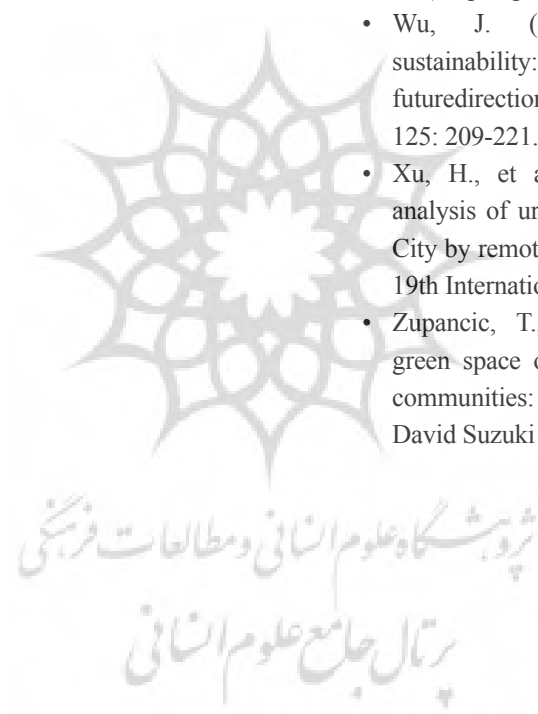 • Wu, J. (
sustainability:
futuredirection
125: 209-221.
• Xu, H., et a
analysis of ur
City by remot
19th Internatio
• Zupancic, T.,
green space o
communities:
David Suzuki
پژوهشگاه علوم انسانی و مطالعات فرهنگی
پرتال جامع علوم انسانی